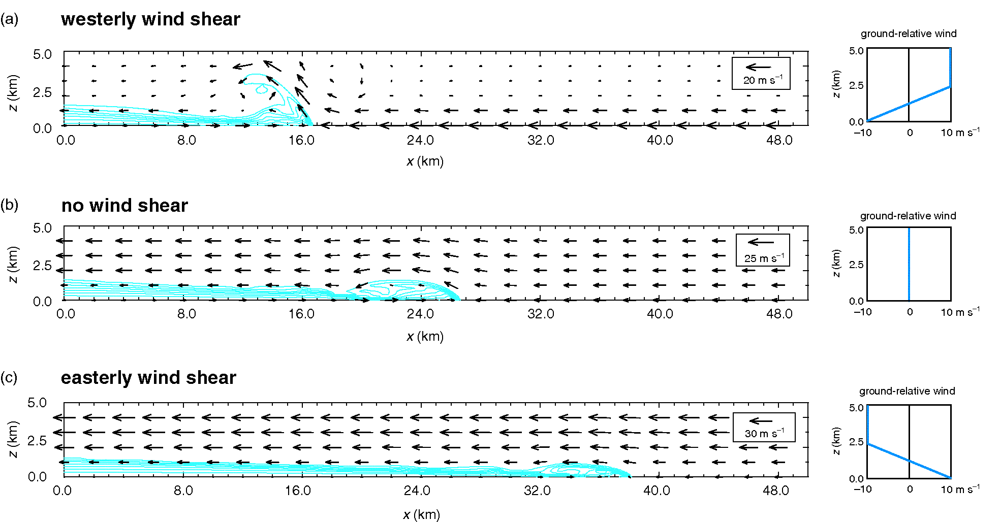 (a) westerly wind shear
ground-relative wind
5.0
2.5
0.0
z (km)
20 m s⁻¹
0.0 8.0 16.0 24.0 32.0 40.0 48.0
x (km)
5.0
2.5
0.0
z (km)
–10 0 10 m s⁻¹
(b) no wind shear
ground-relative wind
5.0
2.5
0.0
z (km)
25 m s⁻¹
0.0 8.0 16.0 24.0 32.0 40.0 48.0
x (km)
5.0
2.5
0.0
z (km)
–10 0 10 m s⁻¹
(c) easterly wind shear
ground-relative wind
5.0
2.5
0.0
z (km)
30 m s⁻¹
0.0 8.0 16.0 24.0 32.0 40.0 48.0
x (km)
5.0
2.5
0.0
z (km)
–10 0 10 m s⁻¹